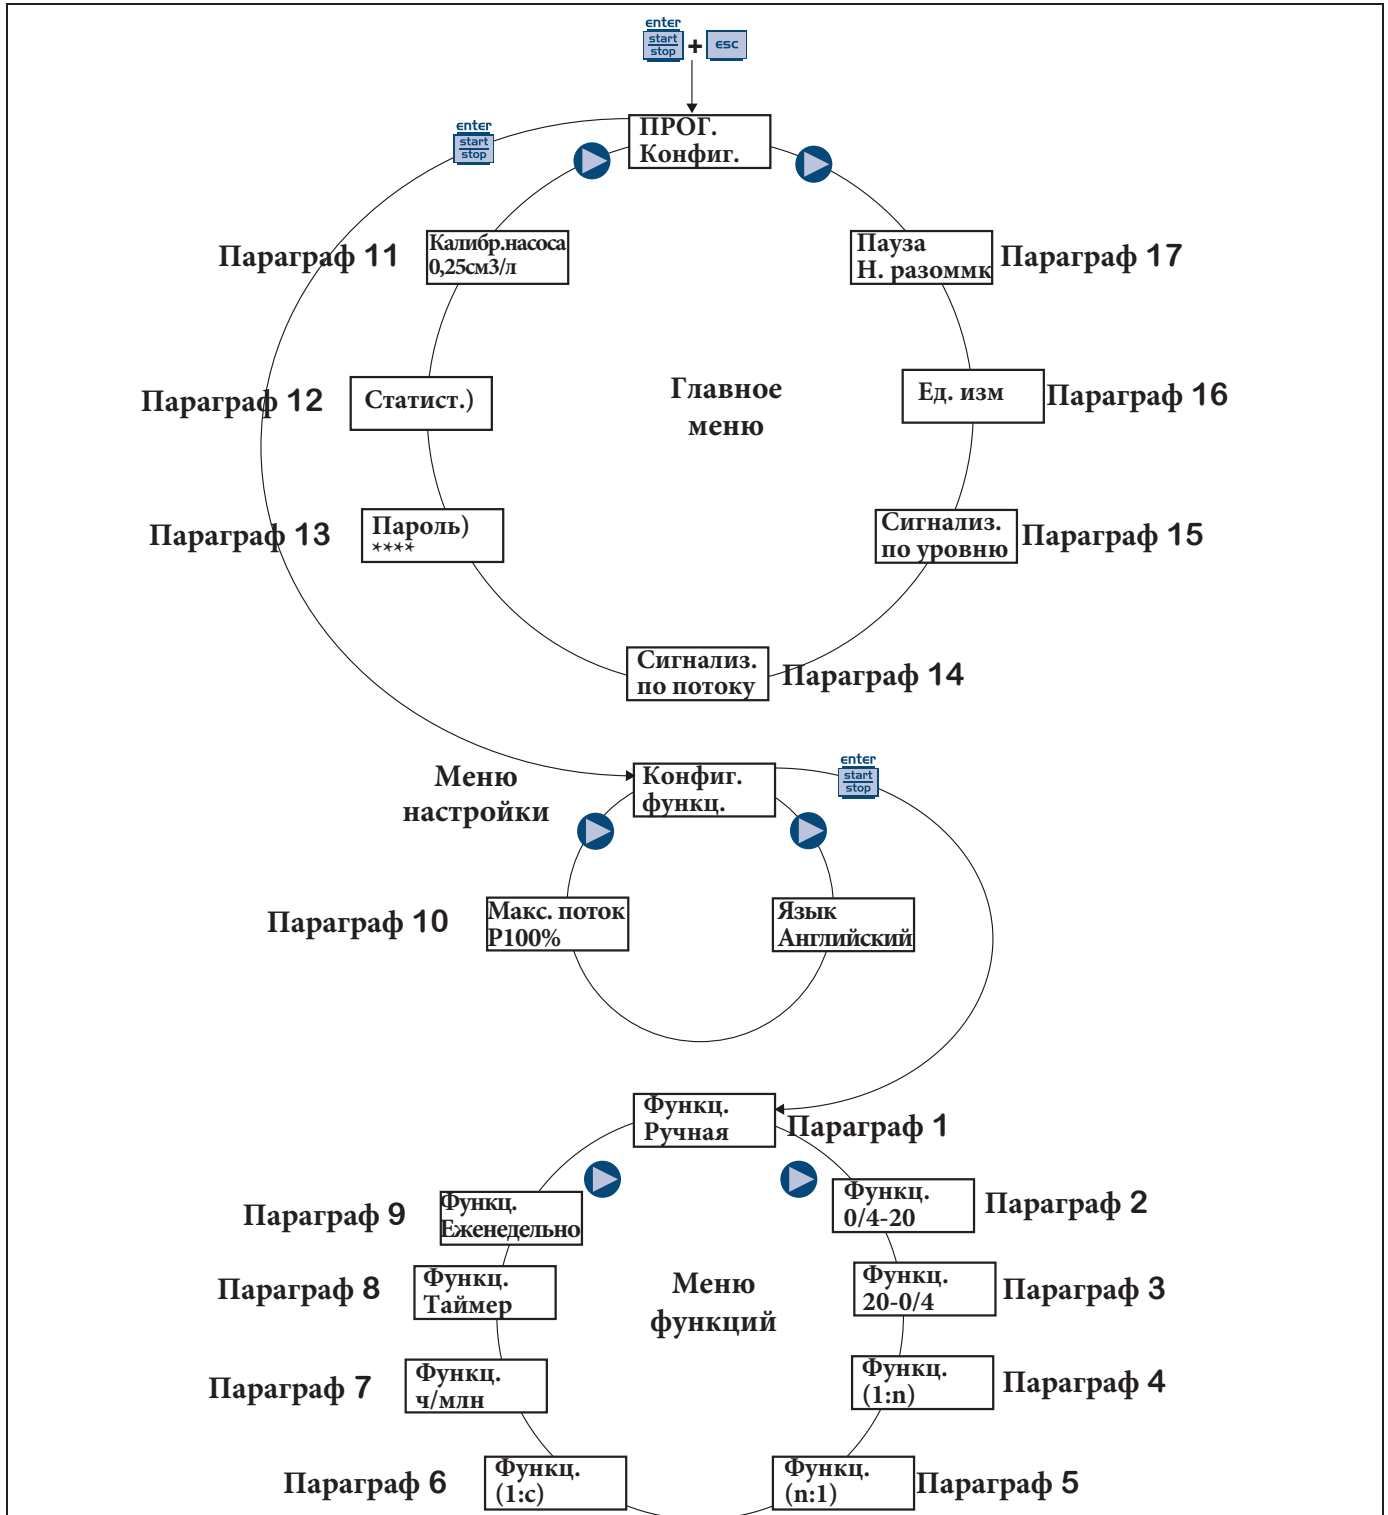 enter
start
stop
+
esc
ПРОГ.
Конфиг.
enter
start
stop
Параграф 11
Калибр.насоса
0,25см3/л
Пауза
Н. разоммк
Параграф 17
Параграф 12
Статист.)
Главное
меню
Ед. изм
Параграф 16
Параграф 13
Пароль)
****
Сигнализ.
по уровню
Параграф 15
Сигнализ.
по потоку
Параграф 14
Меню
настройки
Конфиг.
функц.
enter
start
stop
Параграф 10
Макс. поток
P100%
Язык
Английский
Функц.
Ручная
Параграф 1
Параграф 9
Функц.
Еженедельно
Функц.
0/4-20
Параграф 2
Параграф 8
Функц.
Таймер
Меню
функций
Функц.
20-0/4
Параграф 3
Параграф 7
Функц.
ч/млн
Функц.
(1:n)
Параграф 4
Параграф 6
Функц.
(1:c)
Функц.
(n:1)
Параграф 5